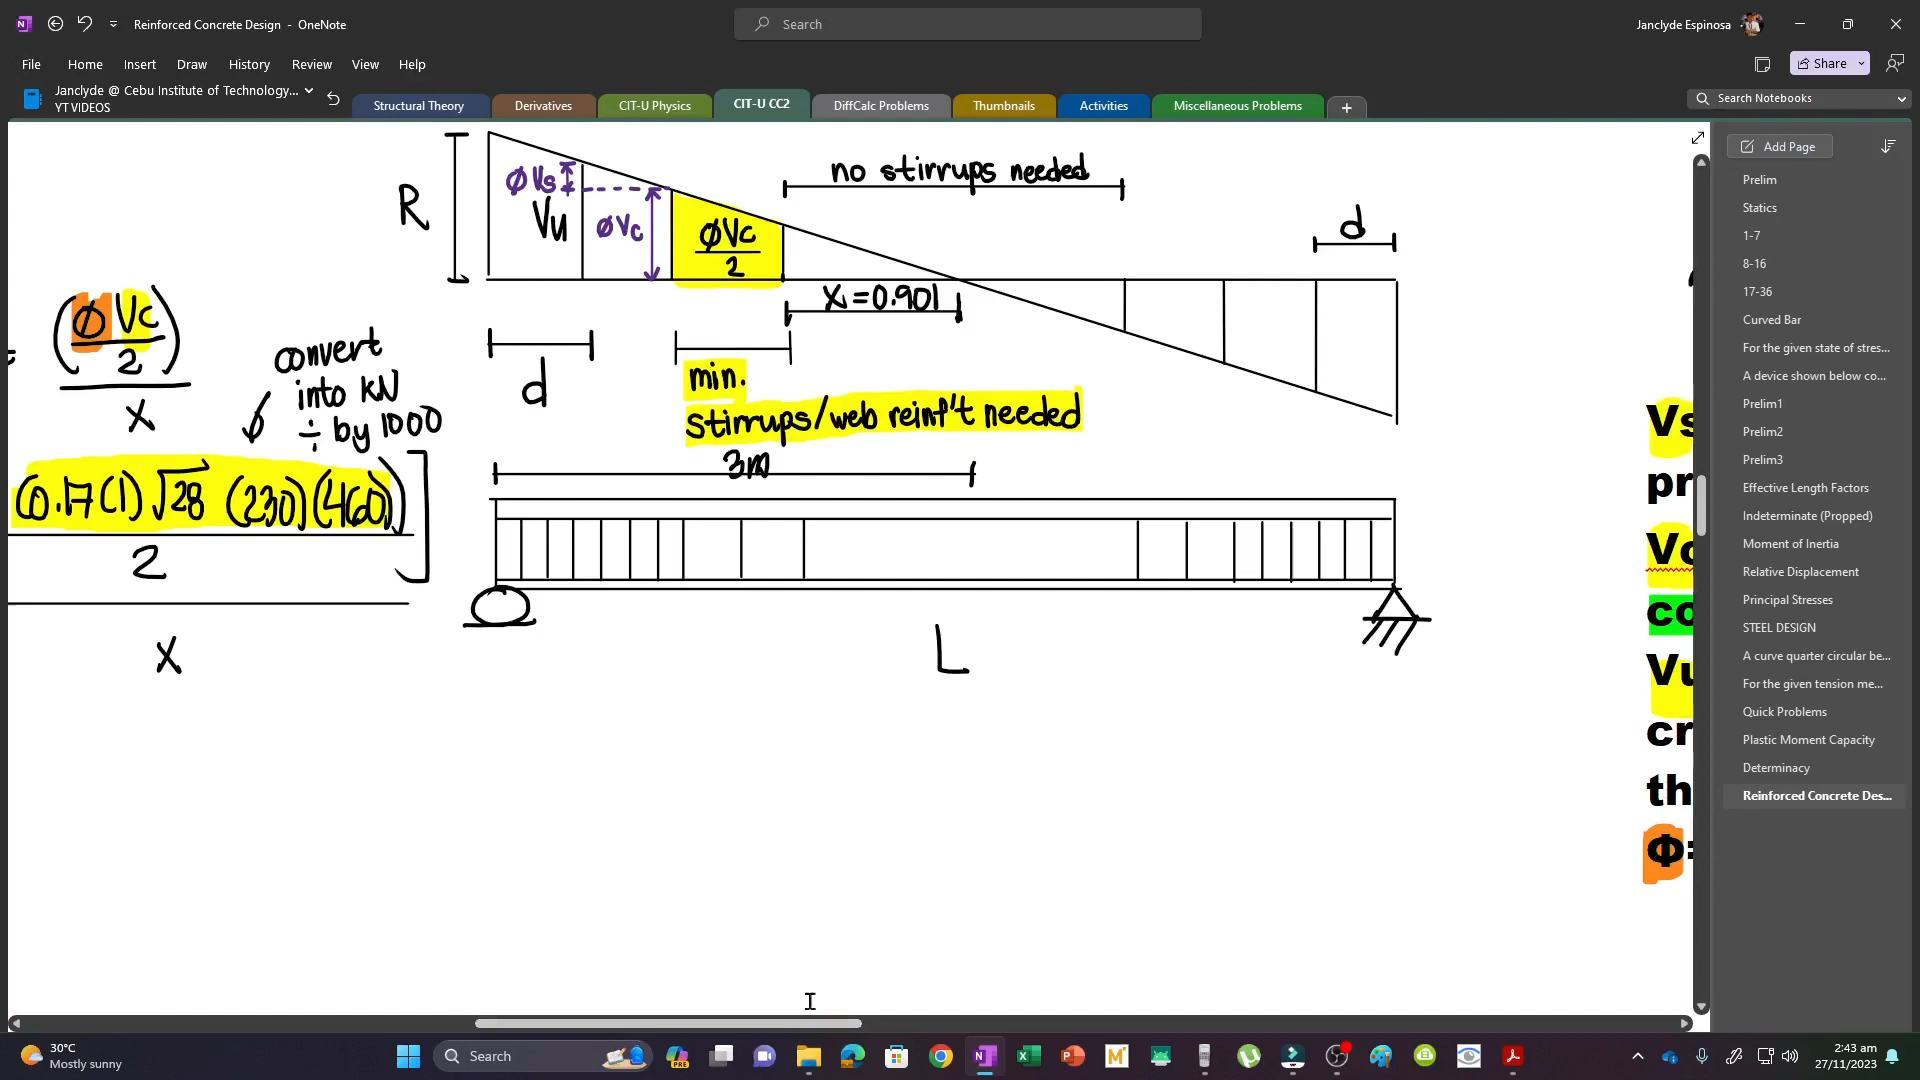 Reinforced Concrete Design - OneNote
Search
Janclyde Espinosa
File Home Insert Draw History Review View Help
Share
Janclyde @ Cebu Institute of Technology...
YT VIDEOS
Structural Theory
Derivatives
CIT-U Physics
CIT-U CC2
DiffCalc Problems
Thumbnails
Activities
Miscellaneous Problems
+
Search Notebooks
Add Page
Prelim
Statics
1-7
8-16
17-36
Curved Bar
For the given state of stres...
A device shown below co...
Prelim1
Prelim2
Prelim3
Effective Length Factors
Indeterminate (Propped)
Moment of Inertia
Relative Displacement
Principal Stresses
STEEL DESIGN
A curve quarter circular be...
For the given tension me...
Quick Problems
Plastic Moment Capacity
Determinacy
Reinforced Concrete Des...
R
ϕVs
Vu
ϕVc
ϕVc
2
no stirrups needed
d
x=0.901
d
min.
stirrups/web reinf't needed
3m
L
= (ϕVc
2)
x
convert
into kN
÷ by 1000
(0.17(1)√28 (230)(460))]
2
x
Vs
pr
Vc
co
Vu
cr
th
Φ=
30°C
Mostly sunny
Search
PRE
2:43 am
27/11/2023